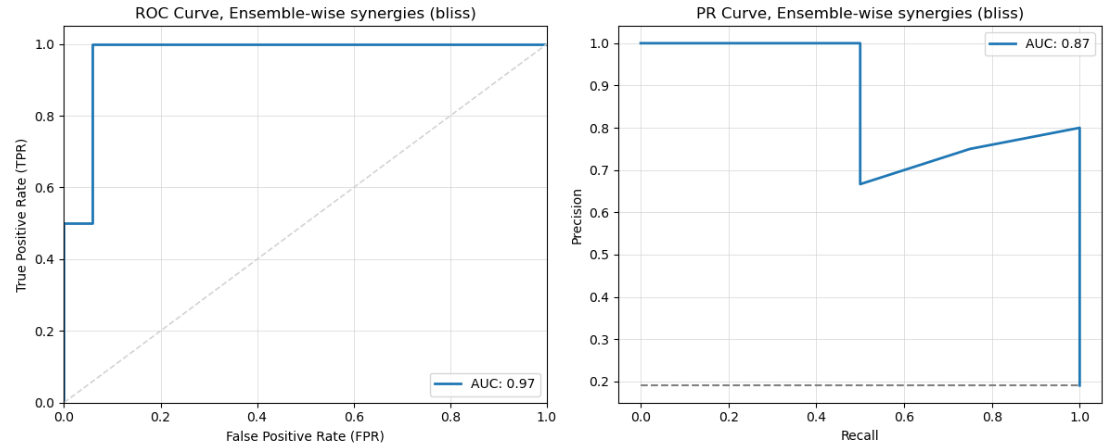 ROC Curve, Ensemble-wise synergies (bliss)
1.0
0.8
0.6
0.4
0.2
0.0
True Positive Rate (TPR)
AUC: 0.97
0.0 0.2 0.4 0.6 0.8 1.0
False Positive Rate (FPR)
PR Curve, Ensemble-wise synergies (bliss)
AUC: 0.87
1.0
0.9
0.8
0.7
0.6
0.5
0.4
0.3
0.2
Precision
0.0 0.2 0.4 0.6 0.8 1.0
Recall